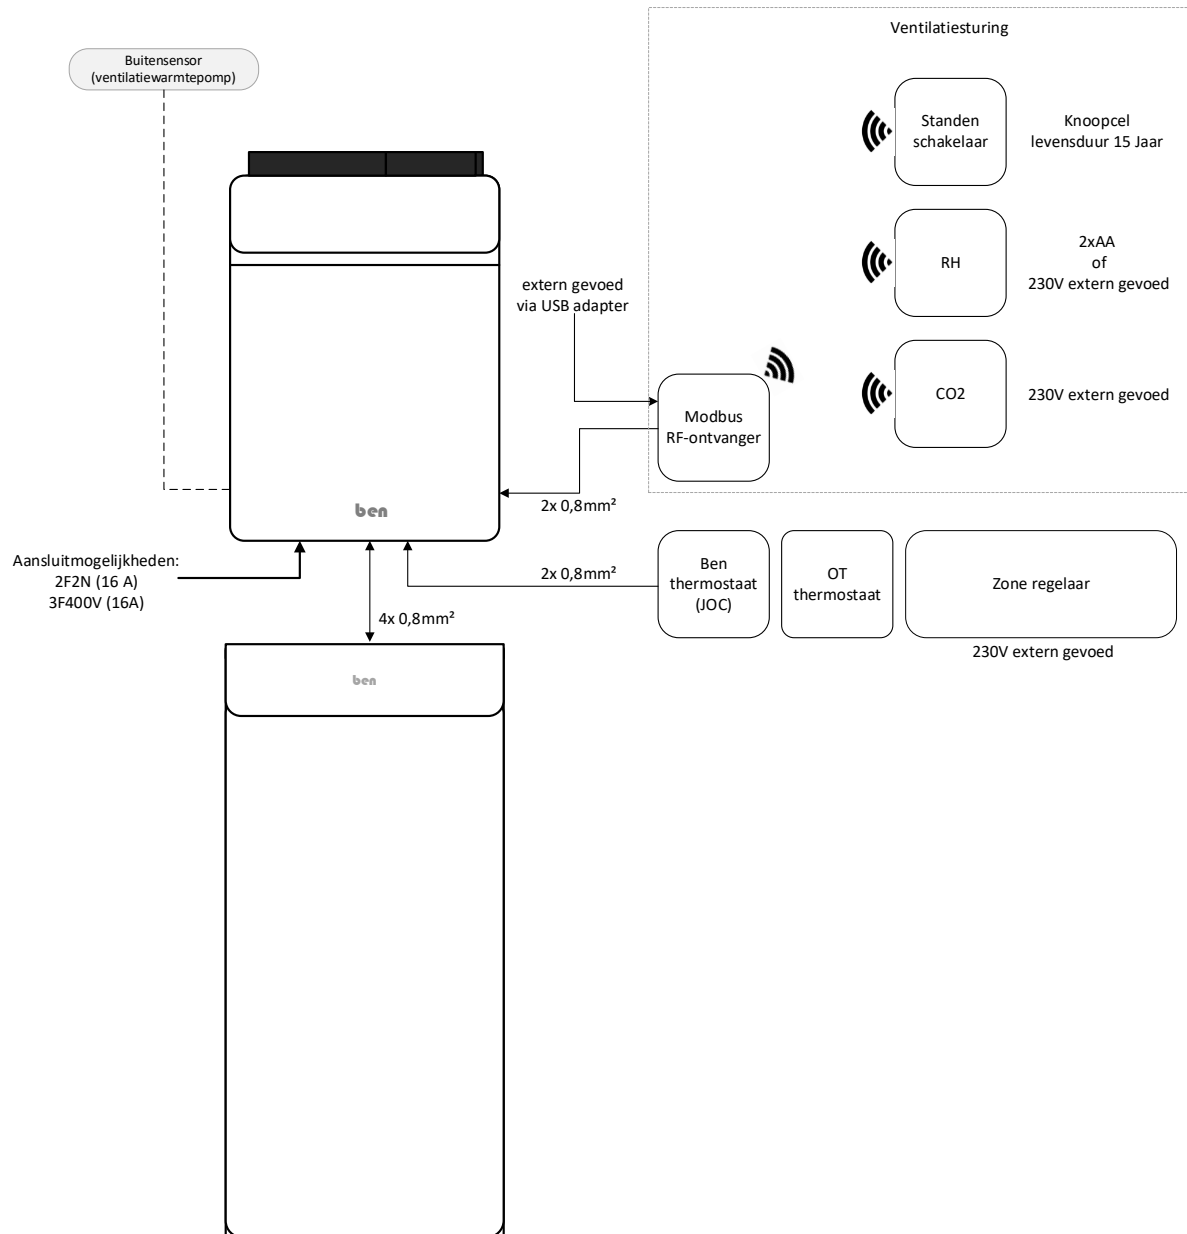 Ventilatiesturing
Buitensensor
(ventilatiewarmtepomp)
Standen
schakelaar
Knoopcel
levensduur 15 Jaar
RH
2xAA
of
230V extern gevoed
extern gevoed
via USB adapter
CO2
230V extern gevoed
Modbus
RF-ontvanger
2x 0,8mm²
ben
Aansluitmogelijkheden:
2F2N (16 A)
3F400V (16A)
2x 0,8mm²
Ben
thermostaat
(JOC)
OT
thermostaat
Zone regelaar
230V extern gevoed
4x 0,8mm²
ben